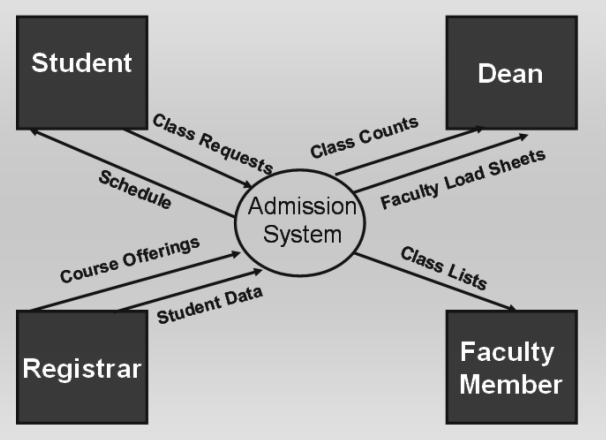 Student
Dean
Class Requests
Class Counts
Schedule
Faculty Load Sheets
Admission
System
Course Offerings
Class Lists
Student Data
Registrar
Faculty
Member